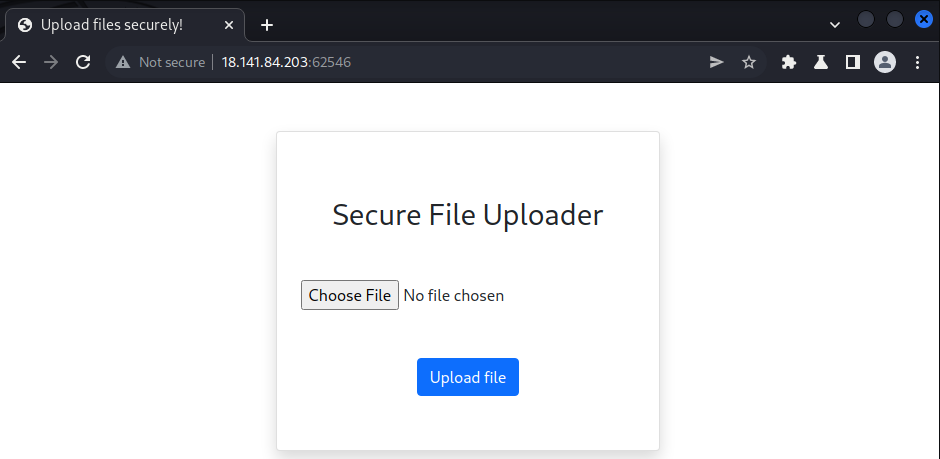 Upload files securely!
Not secure | 18.141.84.203:62546
Secure File Uploader
Choose File No file chosen
Upload file